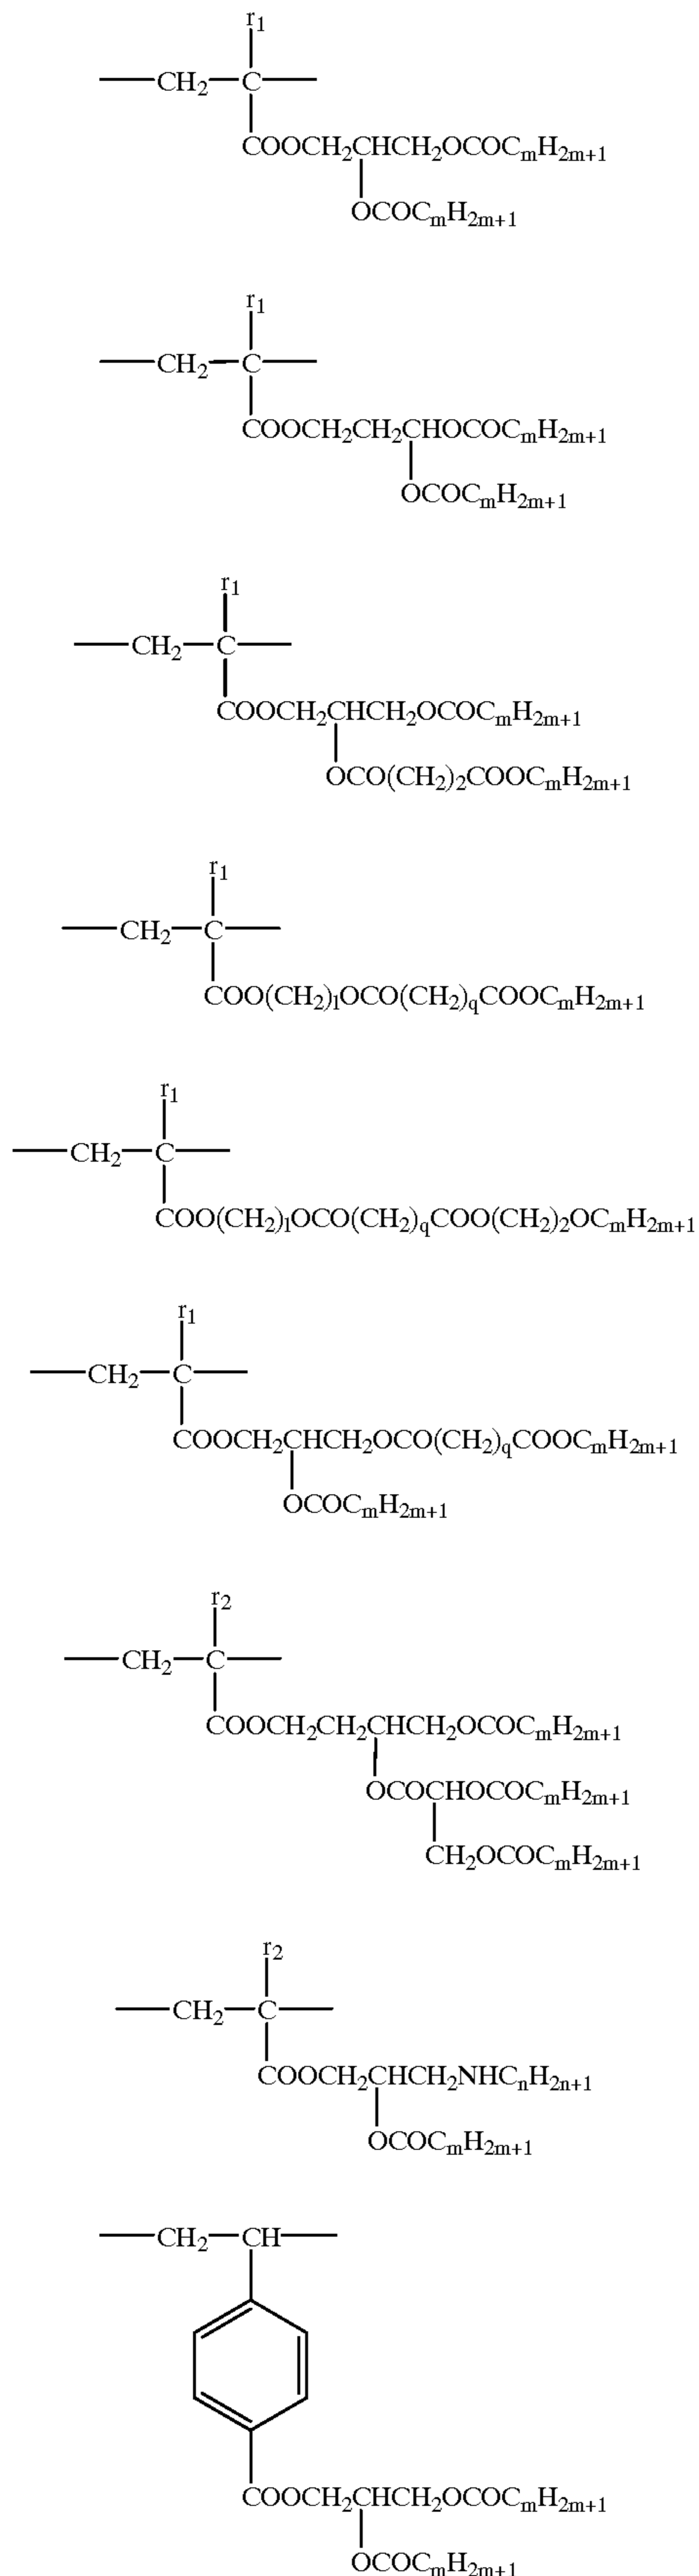 r1
CH2 C
COOCH2CHCH2OCOCmH2m+1
OCOCmH2m+1
r1
CH2 C
COOCH2CH2CHOCOCmH2m+1
OCOCmH2m+1
r1
CH2 C
COOCH2CHCH2OCOCmH2m+1
OCO(CH2)2COOCmH2m+1
r1
CH2 C
COO(CH2)lOCO(CH2)qCOOCmH2m+1
r1
CH2 C
COO(CH2)lOCO(CH2)qCOO(CH2)2OCmH2m+1
r1
CH2 C
COOCH2CHCH2OCO(CH2)qCOOCmH2m+1
OCOCmH2m+1
r2
CH2 C
COOCH2CH2CHCH2OCOCmH2m+1
OCOCHOCOCmH2m+1
CH2OCOCmH2m+1
r2
CH2 C
COOCH2CHCH2NHCnH2n+1
OCOCmH2m+1
CH2 CH
COOCH2CHCH2OCOCmH2m+1
OCOCmH2m+1